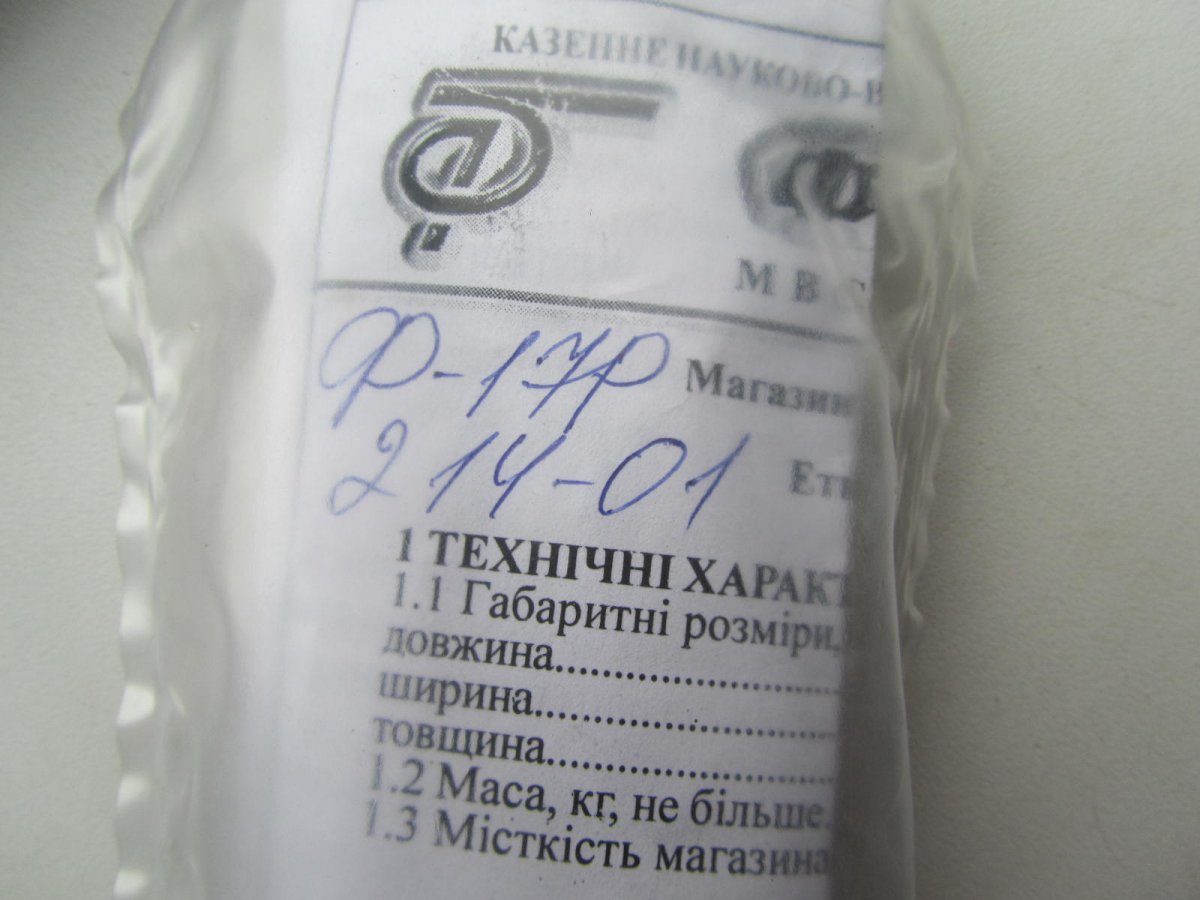 КАЗЕННЕ НАУКОВО-В
М В С
Ф-17Р Магазин
214-01 Ети
1 ТЕХНІЧНІ ХАРАКТ
1.1 Габаритні розміри,
довжина
ширина
товщина
1.2 Маса, кг, не більше
1.3 Місткість магазина